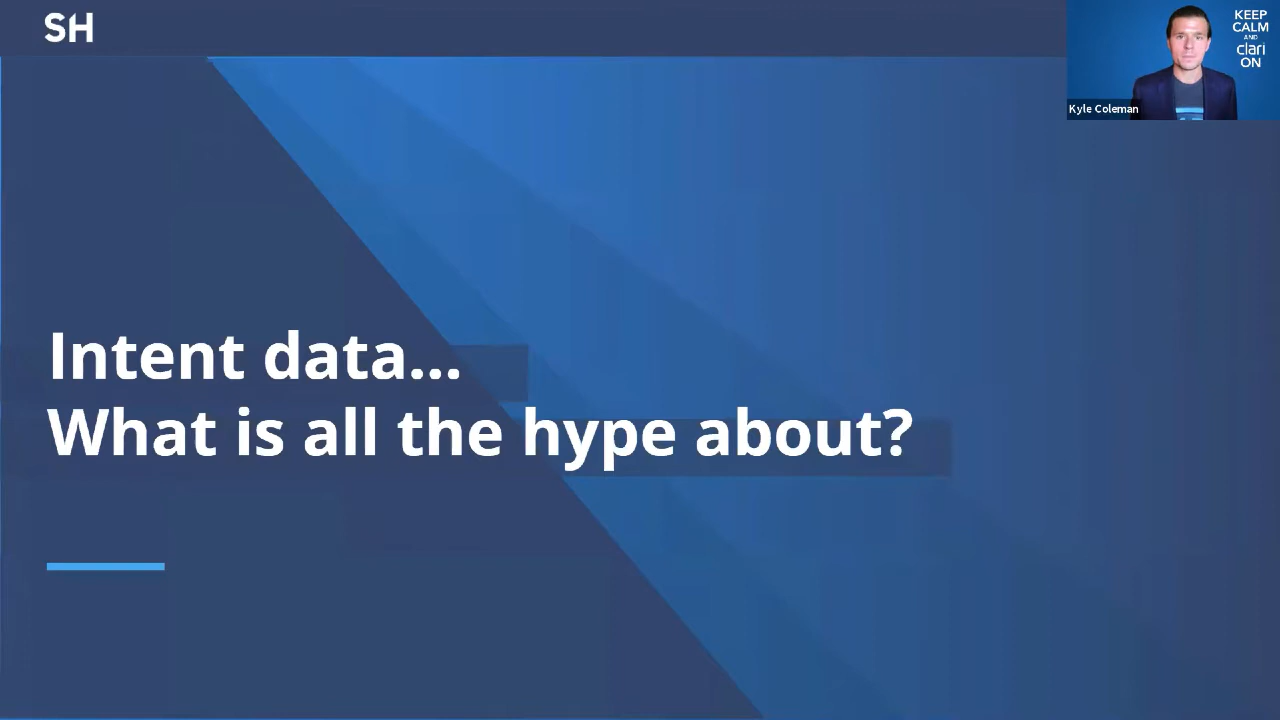 SH
KEEP
CALM
AND
clari
ON
Kyle Coleman
Intent data...
What is all the hype about?